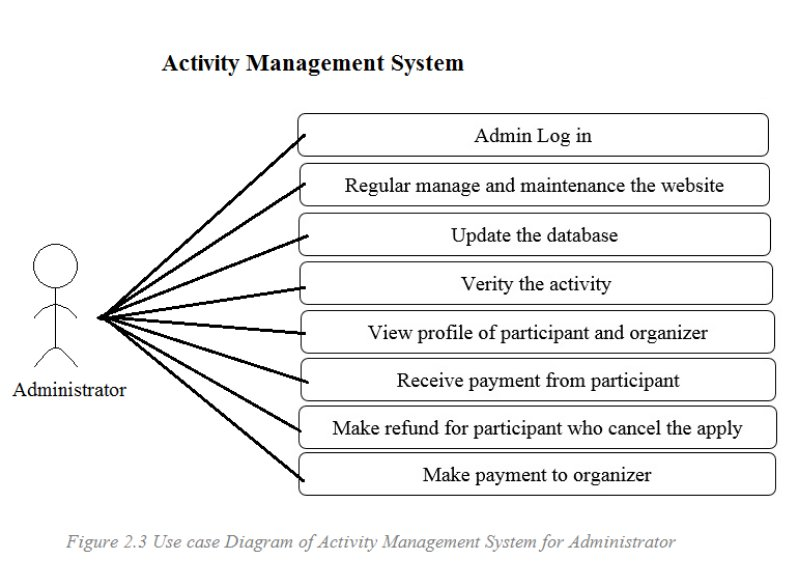 Activity Management System
Admin Log in
Regular manage and maintenance the website
Update the database
Verity the activity
View profile of participant and organizer
Receive payment from participant
Administrator
Make refund for participant who cancel the apply
Make payment to organizer
Figure 2.3 Use case Diagram of Activity Management System for Administrator